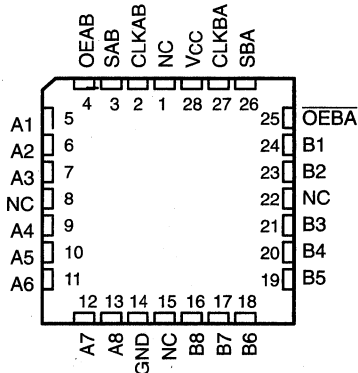 OEAB SAB CLKAB NC VCC CLKBA SBA
4 3 2 1 28 27 26
A1 5 25 OEBA
A2 6 24 B1
A3 7 23 B2
NC 8 22 NC
A4 9 21 B3
A5 10 20 B4
A6 11 19 B5
12 13 14 15 16 17 18
A7 A8 GND NC B8 B7 B6